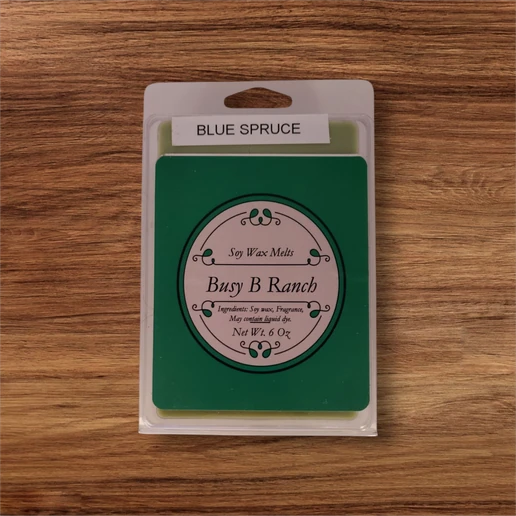 BLUE SPRUCE
Soy Wax Melts
Busy B Ranch
Ingredients: Soy wax, Fragrance,
May contain liquid dye.
Net Wt. 6 Oz